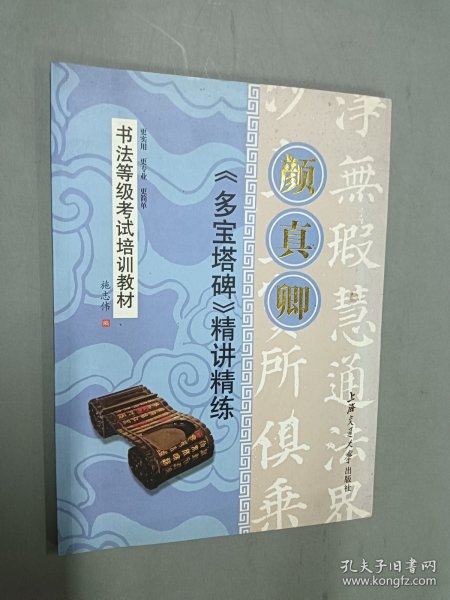 颜真卿
《多宝塔碑》精讲精练
更实用 更专业 更简单
书法等级考试培训教材
施志伟 编
上海交通大学出版社
净無瑕慧通法界
所俱乘
孔夫子旧书网
www.kongfz.com